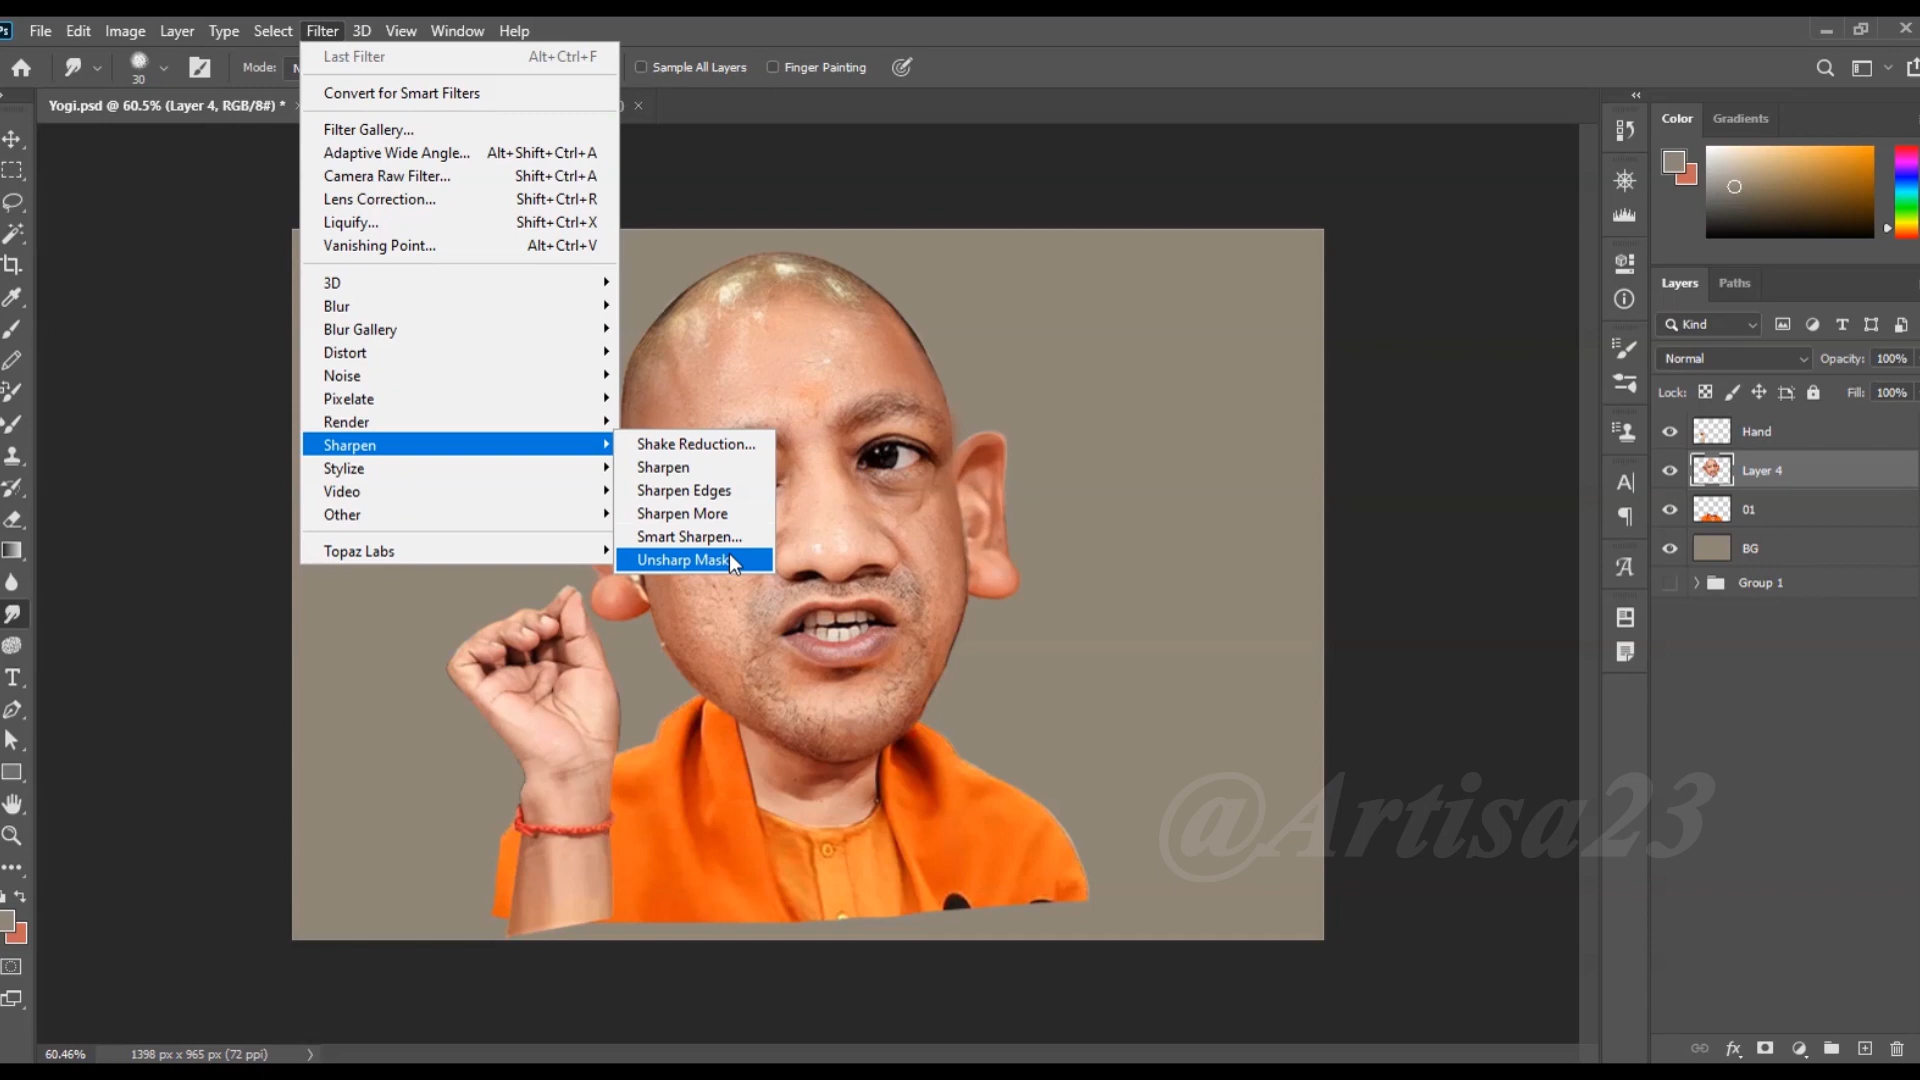 Ps File Edit Image Layer Type Select Filter 3D View Window Help
30 Mode: N Sample All Layers Finger Painting
Yogi.psd @ 60.5% (Layer 4, RGB/8#) * × ) ×
Last Filter Alt+Ctrl+F
Convert for Smart Filters
Filter Gallery...
Adaptive Wide Angle... Alt+Shift+Ctrl+A
Camera Raw Filter... Shift+Ctrl+A
Lens Correction... Shift+Ctrl+R
Liquify... Shift+Ctrl+X
Vanishing Point... Alt+Ctrl+V
3D
Blur
Blur Gallery
Distort
Noise
Pixelate
Render
Sharpen
Stylize
Video
Other
Topaz Labs
Shake Reduction...
Sharpen
Sharpen Edges
Sharpen More
Smart Sharpen...
Unsharp Mask
Color Gradients
Layers Paths
Kind
Normal Opacity: 100%
Lock: Fill: 100%
Hand
Layer 4
01
BG
Group 1
@Artisa23
60.46% 1398 px x 965 px (72 ppi)